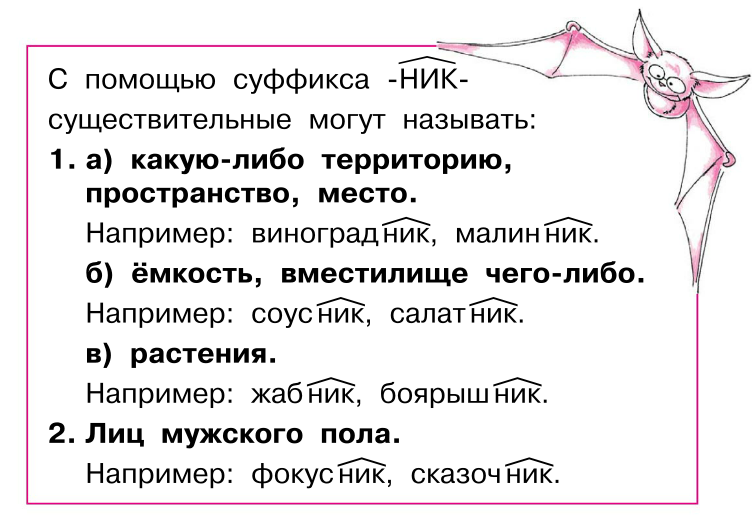 С помощью суффикса -НИК-
существительные могут называть:
1. а) какую-либо территорию,
пространство, место.
Например: виноградник, малинник.
б) ёмкость, вместилище чего-либо.
Например: соусник, салатник.
в) растения.
Например: жабник, боярышник.
2. Лиц мужского пола.
Например: фокусник, сказочник.